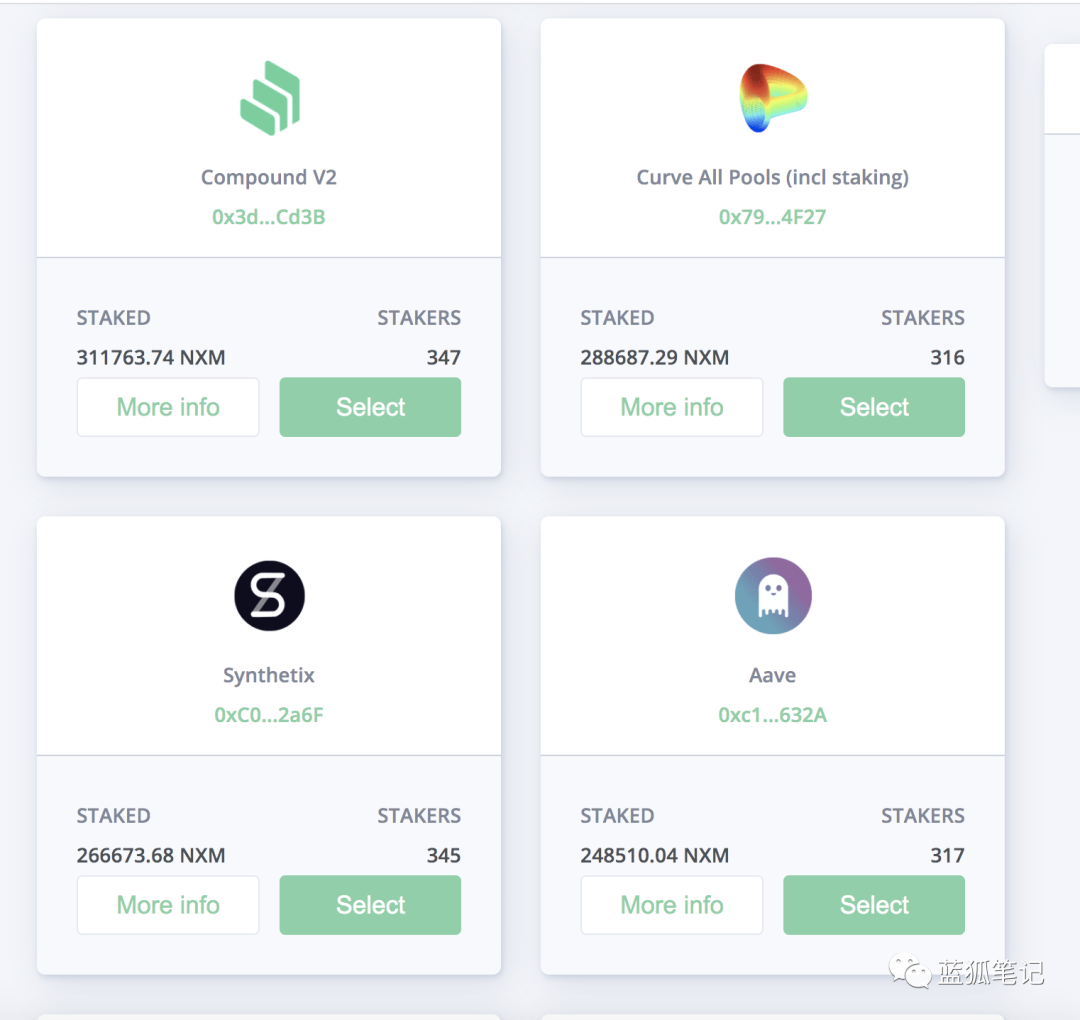 Compound V2
0x3d...Cd3B
STAKED STAKERS
311763.74 NXM 347
More info Select
Curve All Pools (incl staking)
0x79...4F27
STAKED STAKERS
288687.29 NXM 316
More info Select
Synthetix
0xC0...2a6F
STAKED STAKERS
266673.68 NXM 345
More info Select
Aave
0xc1...632A
STAKED STAKERS
248510.04 NXM 317
More info Select
蓝狐笔记